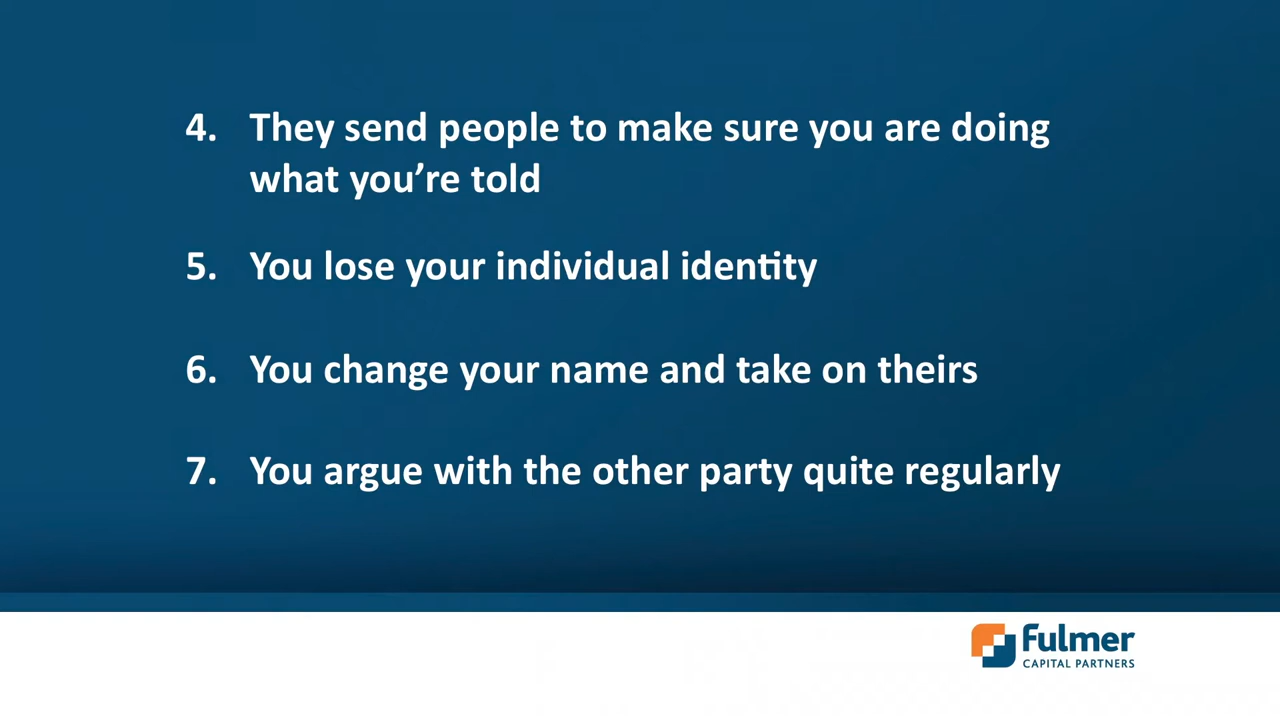 4. They send people to make sure you are doing
what you’re told
5. You lose your individual identity
6. You change your name and take on theirs
7. You argue with the other party quite regularly
Fulmer
CAPITAL PARTNERS